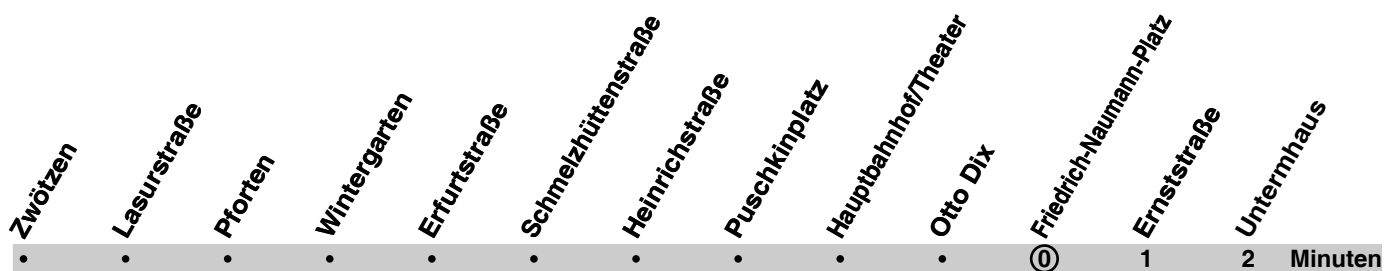 Zwötzen
Lasurstraße
Pforten
Wintergarten
Erfurtstraße
Schmelzhüttenstraße
Heinrichstraße
Puschkinplatz
Hauptbahnhof/Theater
Otto Dix
Friedrich-Naumann-Platz
Ernststraße
Untermhaus
• • • • • • • • • • 0 1 2 Minuten